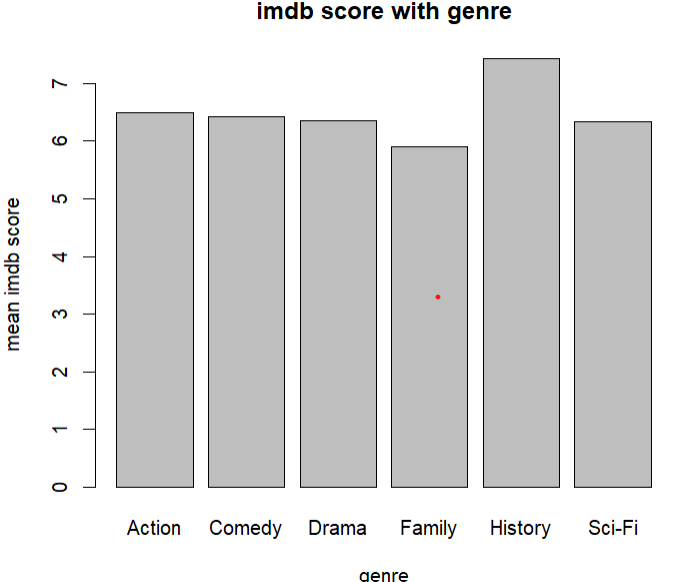 imdb score with genre
mean imdb score
7
6
5
4
3
2
1
0
Action Comedy Drama Family History Sci-Fi
genre